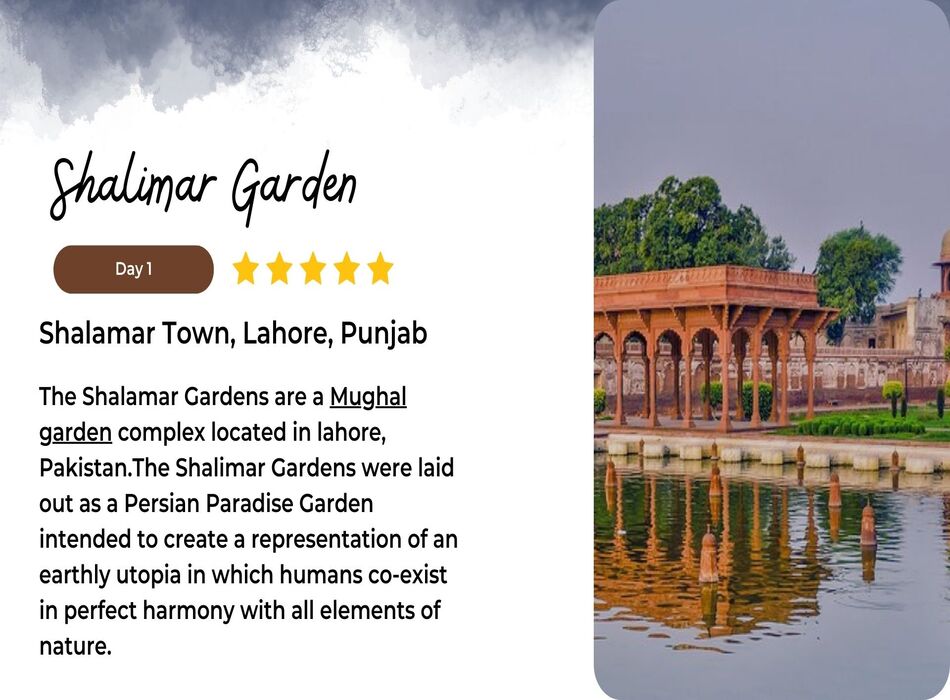 Shalimar Garden
Day 1
Shalamar Town, Lahore, Punjab
The Shalamar Gardens are a Mughal
garden complex located in lahore,
Pakistan.The Shalimar Gardens were laid
out as a Persian Paradise Garden
intended to create a representation of an
earthly utopia in which humans co-exist
in perfect harmony with all elements of
nature.